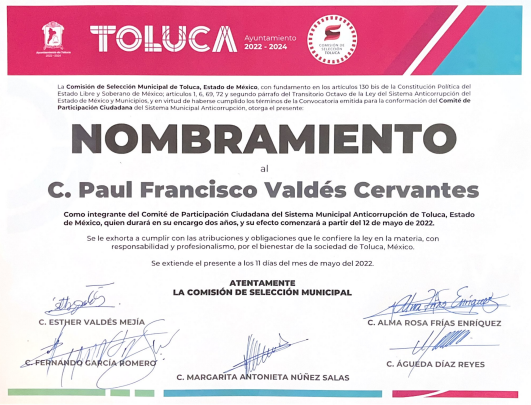 TOLUCA
Ayuntamiento
2022 - 2024
COMISIÓN DE
SELECCIÓN
TOLUCA
La Comisión de Selección Municipal de Toluca, Estado de México, con fundamento en los artículos 130 bis de la Constitución Política del
Estado Libre y Soberano de México; artículos 1, 6, 69, 72 y segundo párrafo del Transitorio Octavo de la Ley del Sistema Anticorrupción del
Estado de México y Municipios, y en virtud de haberse cumplido los términos de la Convocatoria emitida para la conformación del Comité de
Participación Ciudadana del Sistema Municipal Anticorrupción, otorga el presente:
NOMBRAMIENTO
al
C. Paul Francisco Valdés Cervantes
Como integrante del Comité de Participación Ciudadana del Sistema Municipal Anticorrupción de Toluca, Estado
de México, quien durará en su encargo dos años, y su efecto comenzará a partir del 12 de mayo de 2022.
Se le exhorta a cumplir con las atribuciones y obligaciones que le confiere la ley en la materia, con
responsabilidad y profesionalismo, por el bienestar de la sociedad de Toluca, México.
Se extiende el presente a los 11 días del mes de mayo del 2022.
ATENTAMENTE
LA COMISIÓN DE SELECCIÓN MUNICIPAL
C. ESTHER VALDÉS MEJÍA
Alma Frías Enríquez
C. ALMA ROSA FRÍAS ENRÍQUEZ
C. FERNANDO GARCÍA ROMERO
C. MARGARITA ANTONIETA NÚÑEZ SALAS
C. ÁGUEDA DÍAZ REYES